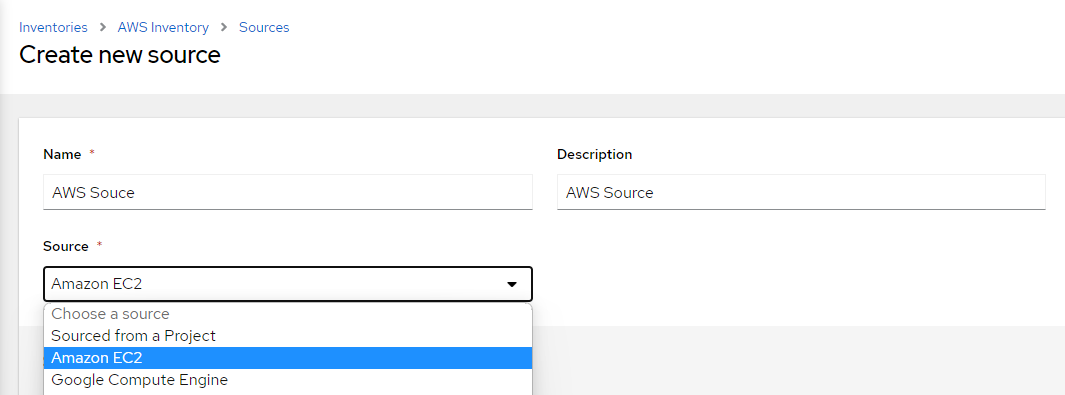 Inventories > AWS Inventory > Sources
Create new source
Name * Description
AWS Souce AWS Source
Source *
Amazon EC2
Choose a source
Sourced from a Project
Amazon EC2
Google Compute Engine